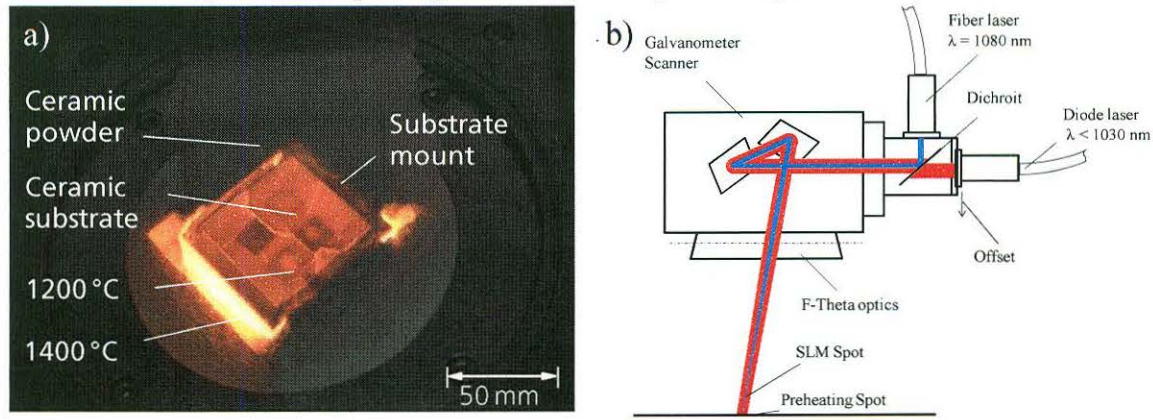 a)
Ceramic
powder
Substrate
mount
Ceramic
substrate
1200 °C
1400 °C
50 mm
b)
Fiber laser
λ = 1080 nm
Galvanometer
Scanner
Dichroit
Diode laser
λ < 1030 nm
Offset
F-Theta optics
SLM Spot
Preheating Spot